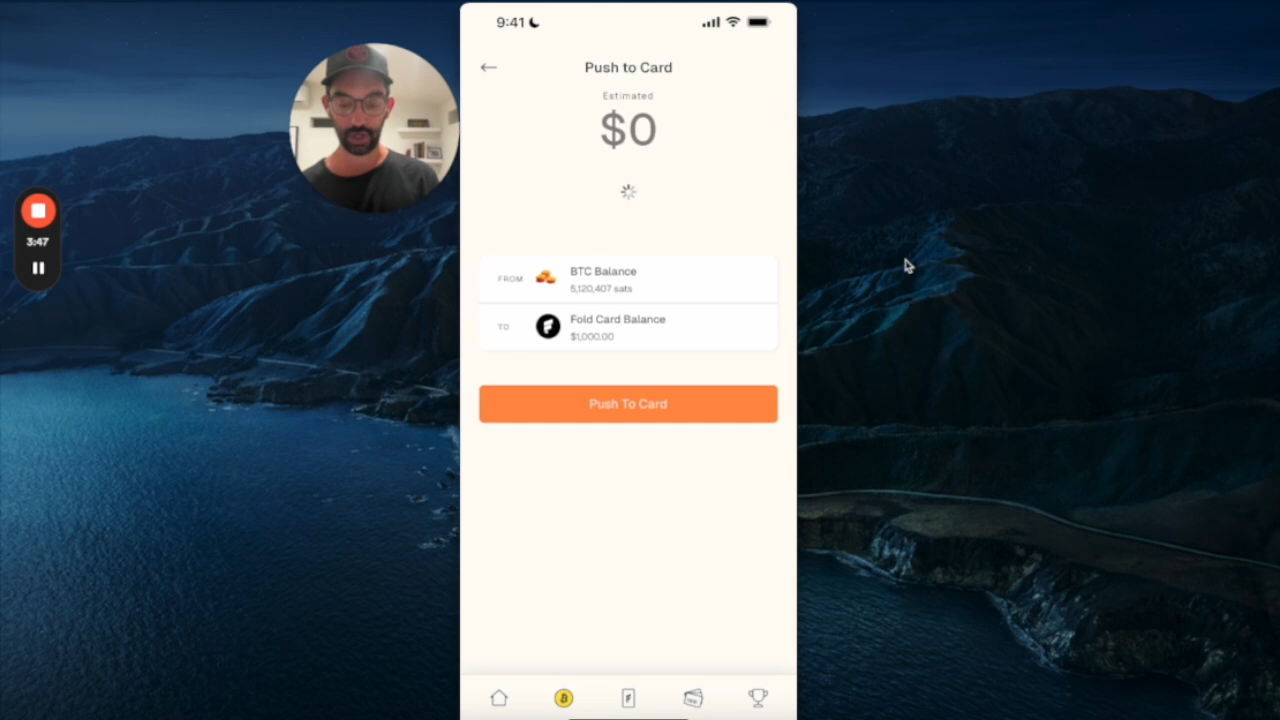 9:41
Push to Card
Estimated
$0
3:47
FROM
BTC Balance
5,120,407 sats
TO
Fold Card Balance
$1,000.00
Push To Card